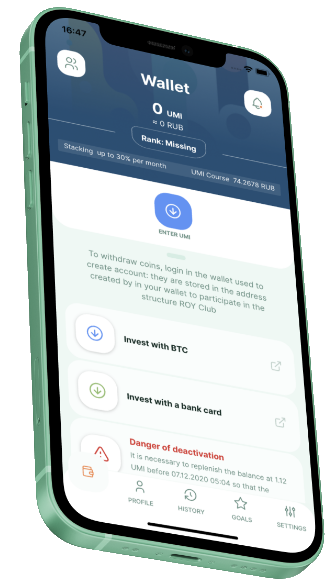 16:47
Wallet
0 UMI
≈ 0 RUB
Rank: Missing
Stacking up to 30% per month
UMI Course 74.2678 RUB
ENTER UMI
To withdraw coins, login in the wallet used to
create account: they are stored in the address
created by in your wallet to participate in the
structure ROY Club
Invest with BTC
Invest with a bank card
Danger of deactivation
It is necessary to replenish the balance at 1.12
UMI before 07.12.2020 05:04 so that the
PROFILE
HISTORY
GOALS
SETTINGS